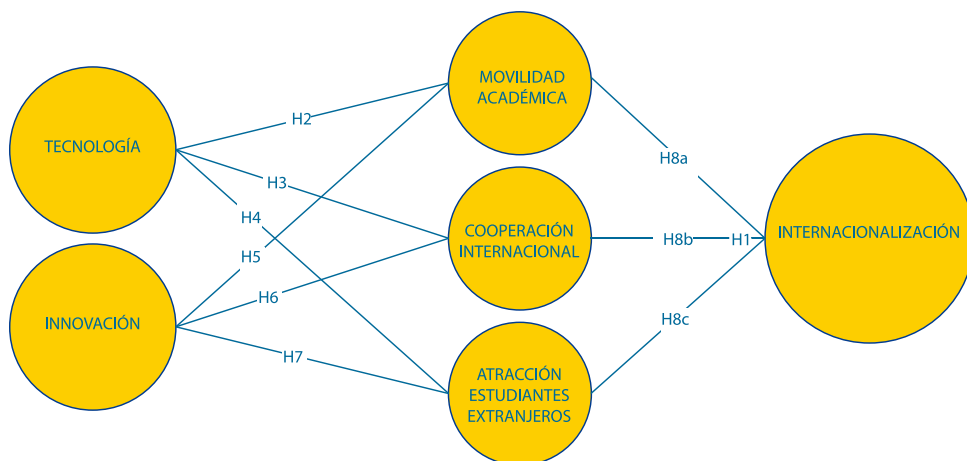 TECNOLOGÍA
INNOVACIÓN
H2
H3
H4
H5
H6
H7
MOVILIDAD
ACADÉMICA
COOPERACIÓN
INTERNACIONAL
ATRACCIÓN
ESTUDIANTES
EXTRANJEROS
H8a
H8b
H1
H8c
INTERNACIONALIZACIÓN